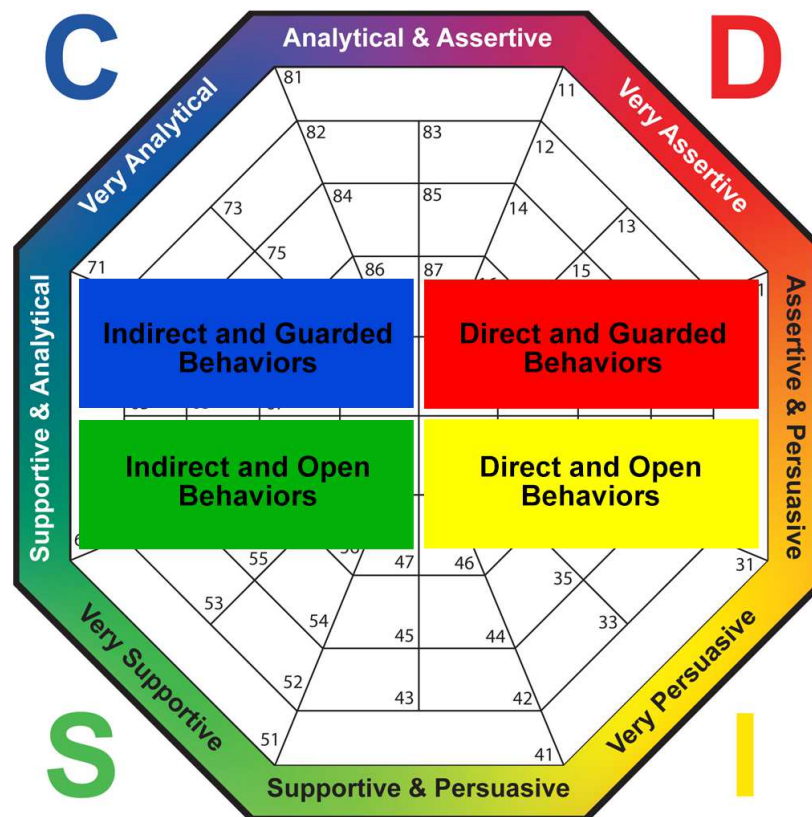 C
D
Analytical & Assertive
Very Analytical
Very Assertive
81
11
82
83
12
84
85
14
73
13
75
15
71
86
87
Indirect and Guarded
Behaviors
Direct and Guarded
Behaviors
Supportive & Analytical
Assertive & Persuasive
Indirect and Open
Behaviors
Direct and Open
Behaviors
55
47
46
35
31
53
54
45
44
33
52
43
42
51
41
Very Supportive
Very Persuasive
Supportive & Persuasive
S
I